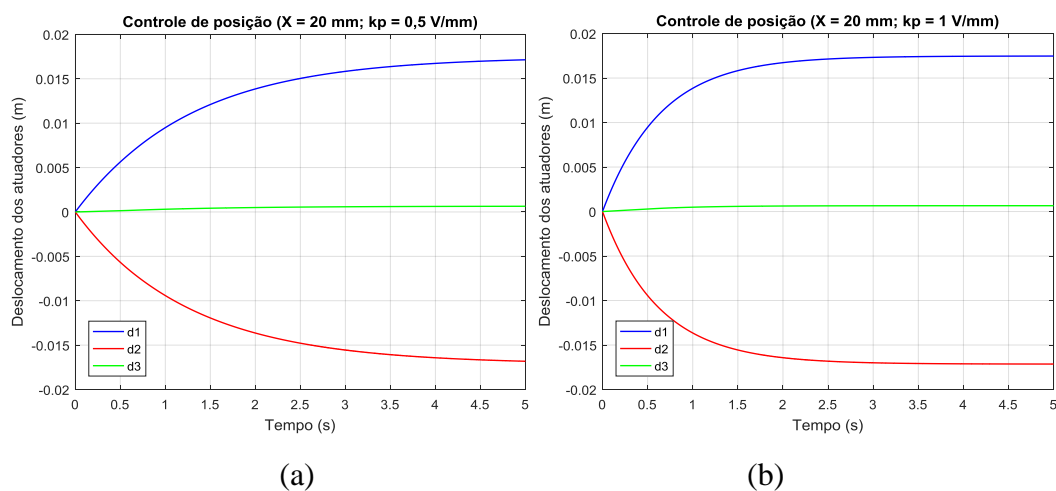 Controle de posição (X = 20 mm; kp = 0,5 V/mm)
0.02
0.015
0.01
0.005
0
-0.005
-0.01
-0.015
-0.02
Deslocamento dos atuadores (m)
d1
d2
d3
0 0.5 1 1.5 2 2.5 3 3.5 4 4.5 5
Tempo (s)
(a)
Controle de posição (X = 20 mm; kp = 1 V/mm)
0.02
0.015
0.01
0.005
0
-0.005
-0.01
-0.015
-0.02
Deslocamento dos atuadores (m)
d1
d2
d3
0 0.5 1 1.5 2 2.5 3 3.5 4 4.5 5
Tempo (s)
(b)